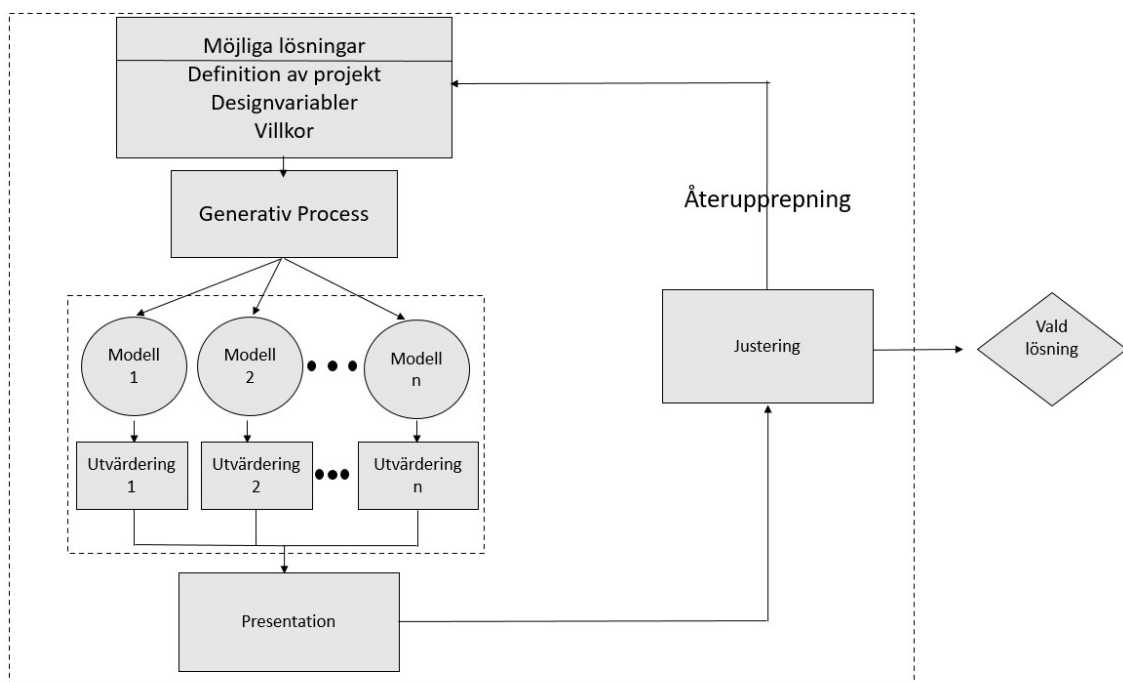 Möjliga lösningar
Definition av projekt
Designvariabler
Villkor
Generativ Process
Modell
1
Modell
2
Modell
n
Utvärdering
1
Utvärdering
2
Utvärdering
n
Presentation
Återupprepning
Justering
Vald
lösning